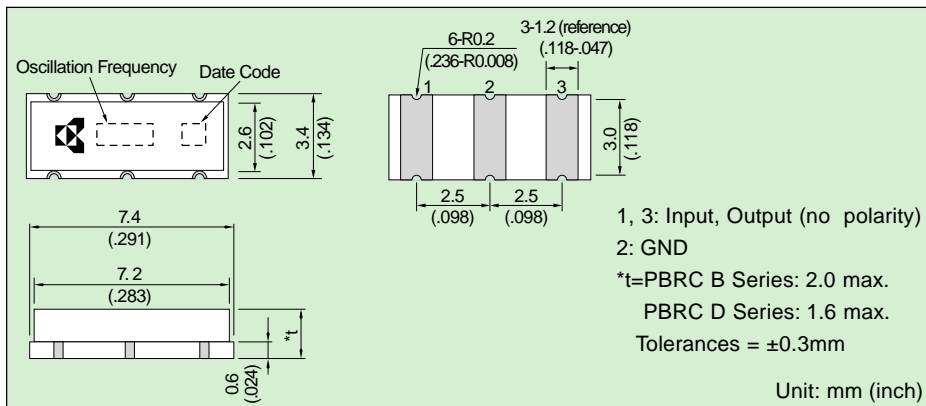 Oscillation Frequency
Date Code
2.6
(.102)
3.4
(.134)
6-R0.2
(.236-R0.008)
3-1.2 (reference)
(.118-.047)
1
2
3
3.0
(.118)
2.5
(.098)
2.5
(.098)
7.4
(.291)
7.2
(.283)
*t
0.6
(.024)
1, 3: Input, Output (no polarity)
2: GND
*t=PBRC B Series: 2.0 max.
PBRC D Series: 1.6 max.
Tolerances = ±0.3mm
Unit: mm (inch)